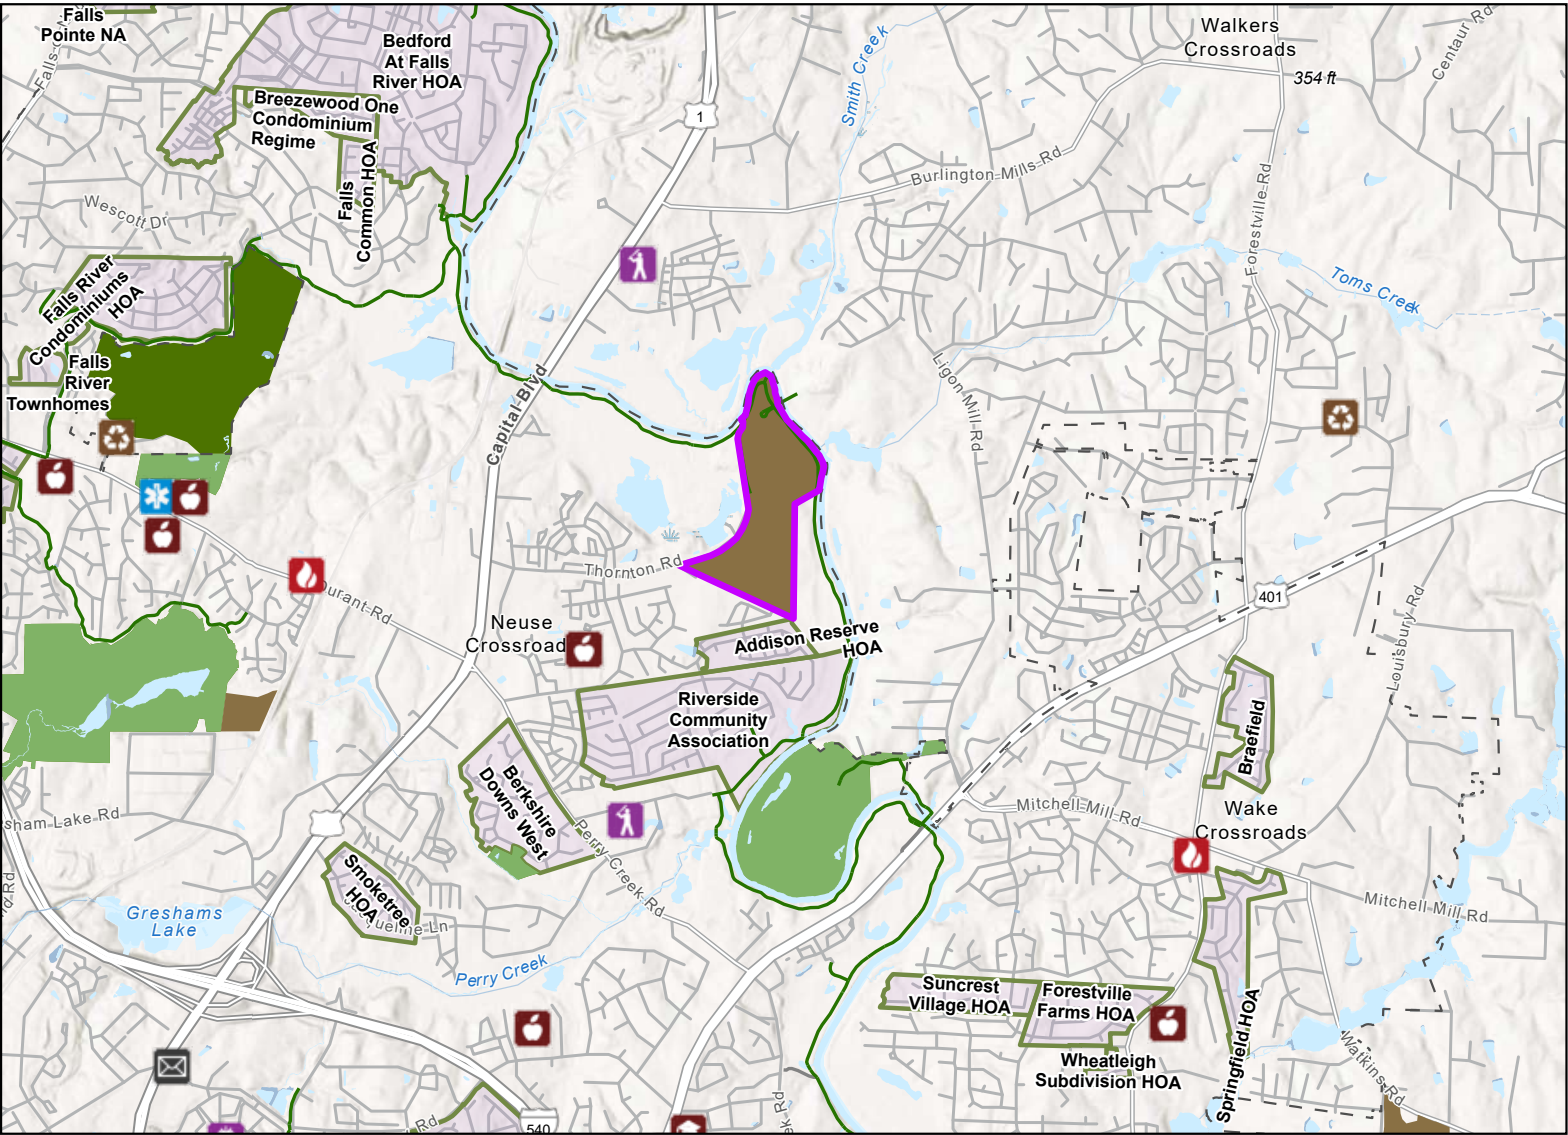 Falls
Pointe NA
Bedford
At Falls
River HOA
Walkers
Crossroads
354 ft
Centaur Rd
Smith Creek
Breezewood One
Condominium
Regime
1
Falls
Common HOA
Burlington Mills Rd
Forestville Rd
Wescott Dr
Toms Creek
Falls River
Condominiums
HOA
Falls
River
Townhomes
Capital Blvd
Ligon Mill Rd
Thornton Rd
Durant Rd
401
Louisbury Rd
Neuse
Crossroad
Addison Reserve
HOA
Riverside
Community
Association
Braefield
Berkshire
Downs West
Perry Creek Rd
Mitchell Mill Rd
Wake
Crossroads
sham Lake Rd
Smoketree
HOA
queline Ln
Greshams
Lake
Mitchell Mill Rd
Perry Creek
Suncrest
Village HOA
Forestville
Farms HOA
Wheatleigh
Subdivision HOA
Springfield HOA
Watkins Rd
Rd
540